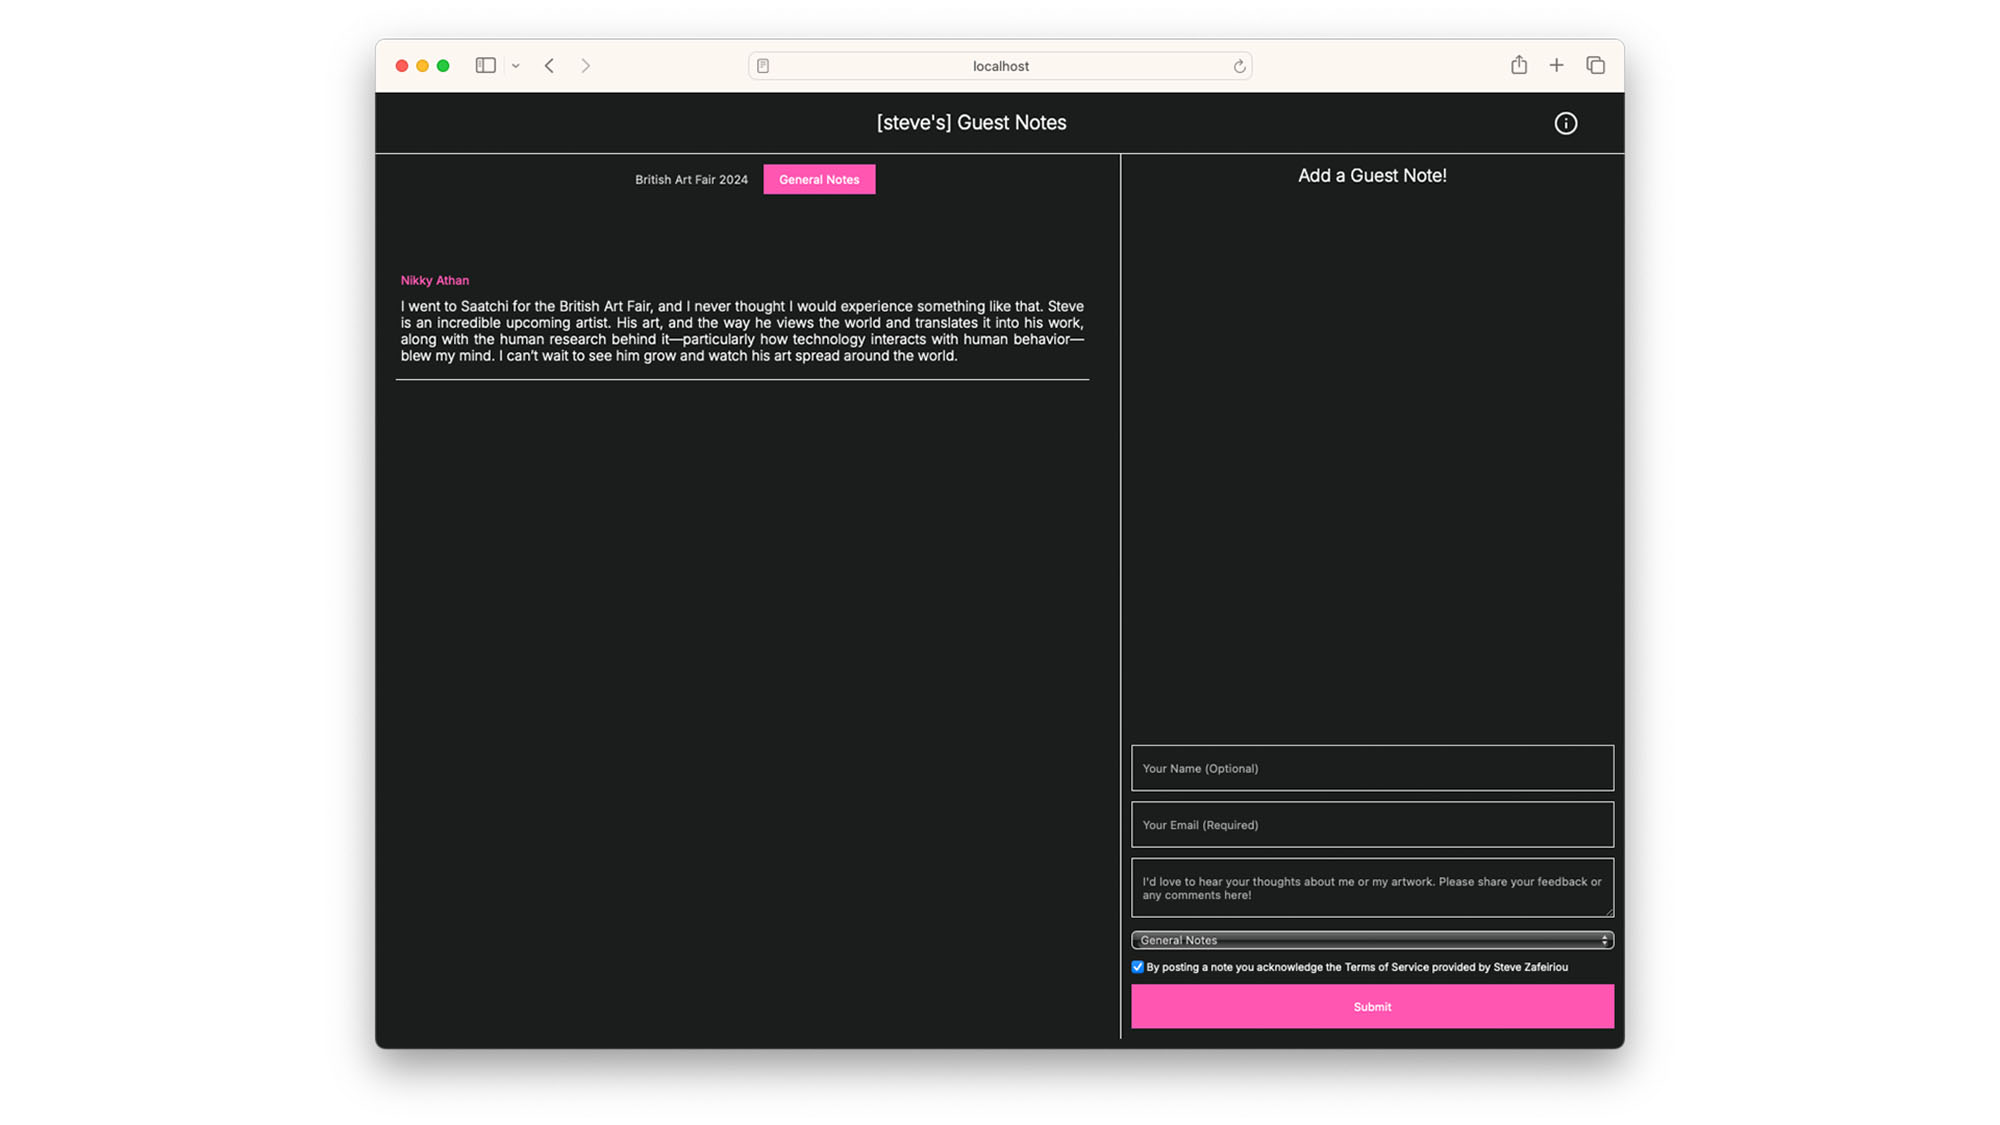 localhost
[steve's] Guest Notes
British Art Fair 2024
General Notes
Add a Guest Note!
Nikky Athan
I went to Saatchi for the British Art Fair, and I never thought I would experience something like that. Steve
is an incredible upcoming artist. His art, and the way he views the world and translates it into his work,
along with the human research behind it—particularly how technology interacts with human behavior—
blew my mind. I can’t wait to see him grow and watch his art spread around the world.
Your Name (Optional)
Your Email (Required)
I'd love to hear your thoughts about me or my artwork. Please share your feedback or
any comments here!
General Notes
By posting a note you acknowledge the Terms of Service provided by Steve Zafeiriou
Submit